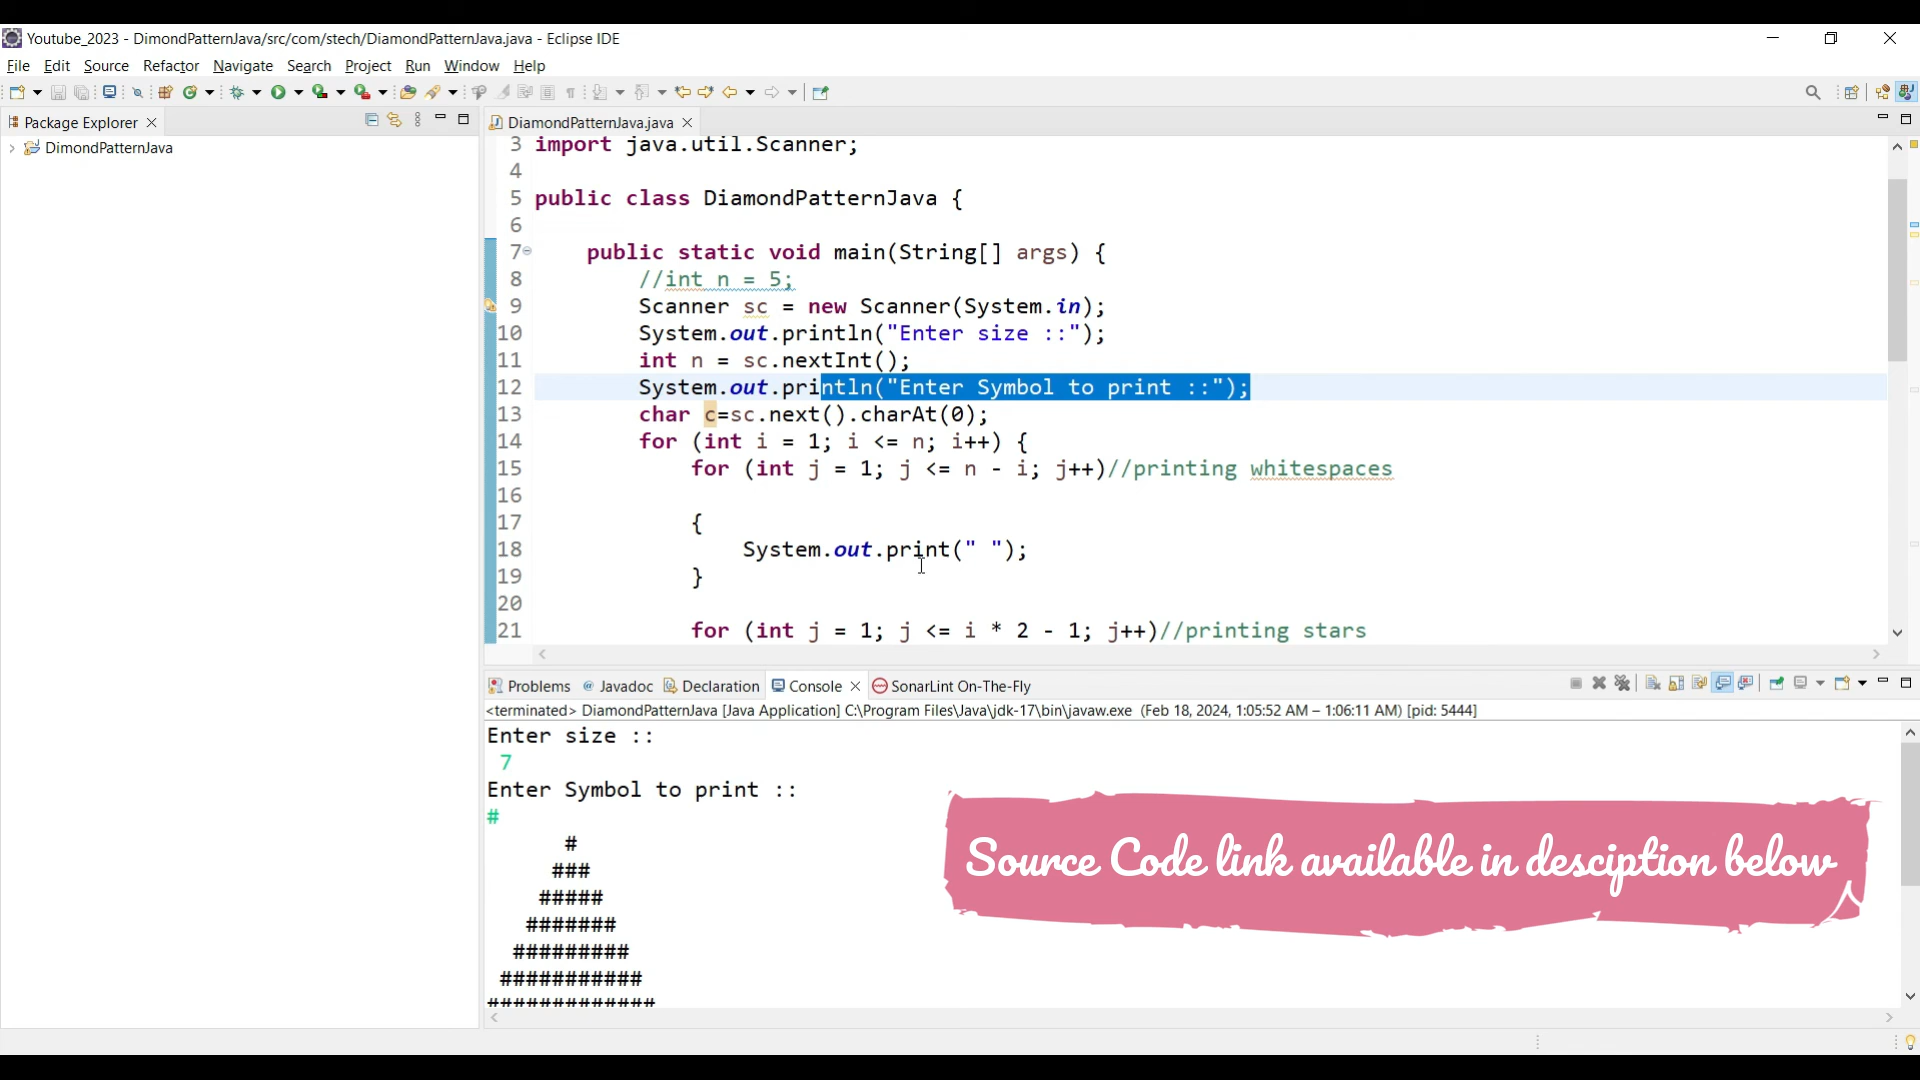 Youtube_2023 - DimondPatternJava/src/com/stech/DiamondPatternJava.java - Eclipse IDE
File Edit Source Refactor Navigate Search Project Run Window Help
Package Explorer
DimondPatternJava
DiamondPatternJava.java
3 import java.util.Scanner;
4
5 public class DiamondPatternJava {
6
7 public static void main(String[] args) {
8 //int n = 5;
9 Scanner sc = new Scanner(System.in);
10 System.out.println("Enter size ::");
11 int n = sc.nextInt();
12 System.out.println("Enter Symbol to print ::");
13 char c=sc.next().charAt(0);
14 for (int i = 1; i <= n; i++) {
15 for (int j = 1; j <= n - i; j++)//printing whitespaces
16
17 {
18 System.out.print(" ");
19 }
20
21 for (int j = 1; j <= i * 2 - 1; j++)//printing stars
Problems Javadoc Declaration Console SonarLint On-The-Fly
<terminated> DiamondPatternJava [Java Application] C:\Program Files\Java\jdk-17\bin\javaw.exe (Feb 18, 2024, 1:05:52 AM – 1:06:11 AM) [pid: 5444]
Enter size ::
7
Enter Symbol to print ::
#
#
###
#####
#######
#########
###########
#############
Source Code link available in desciption below